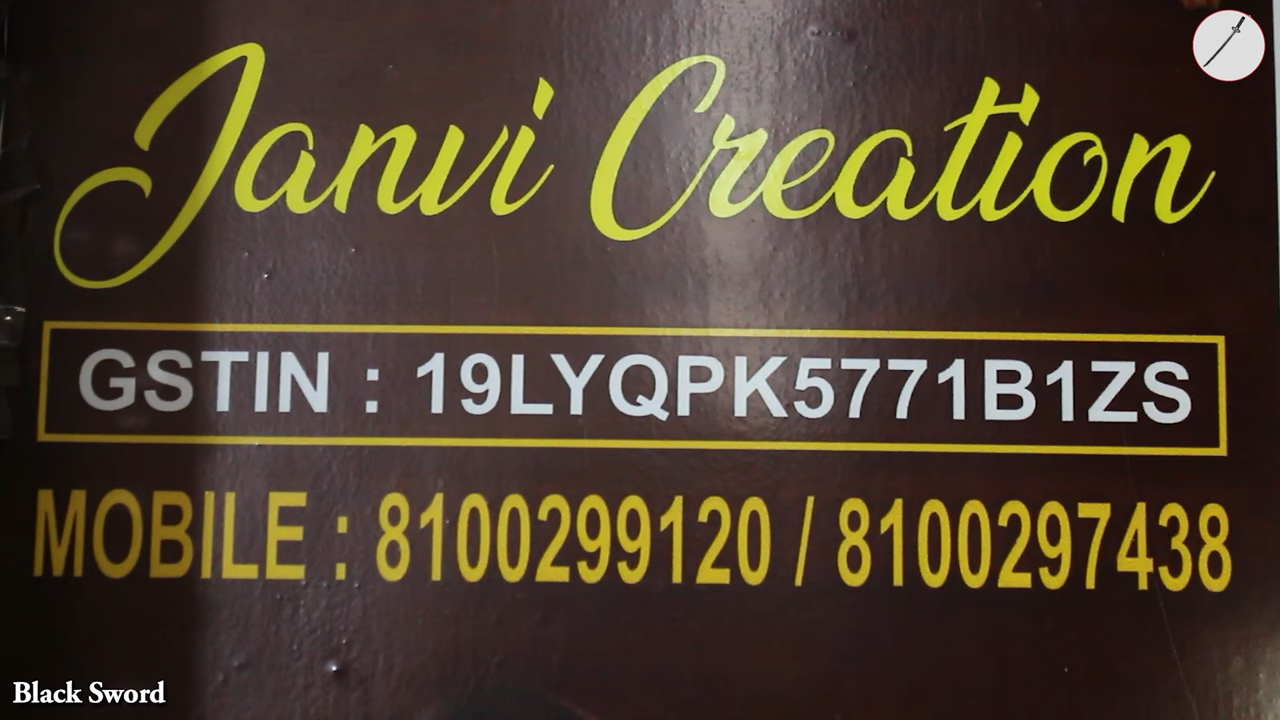 Janvi Creation
GSTIN : 19LYQPK5771B1ZS
MOBILE : 8100299120 / 8100297438
Black Sword